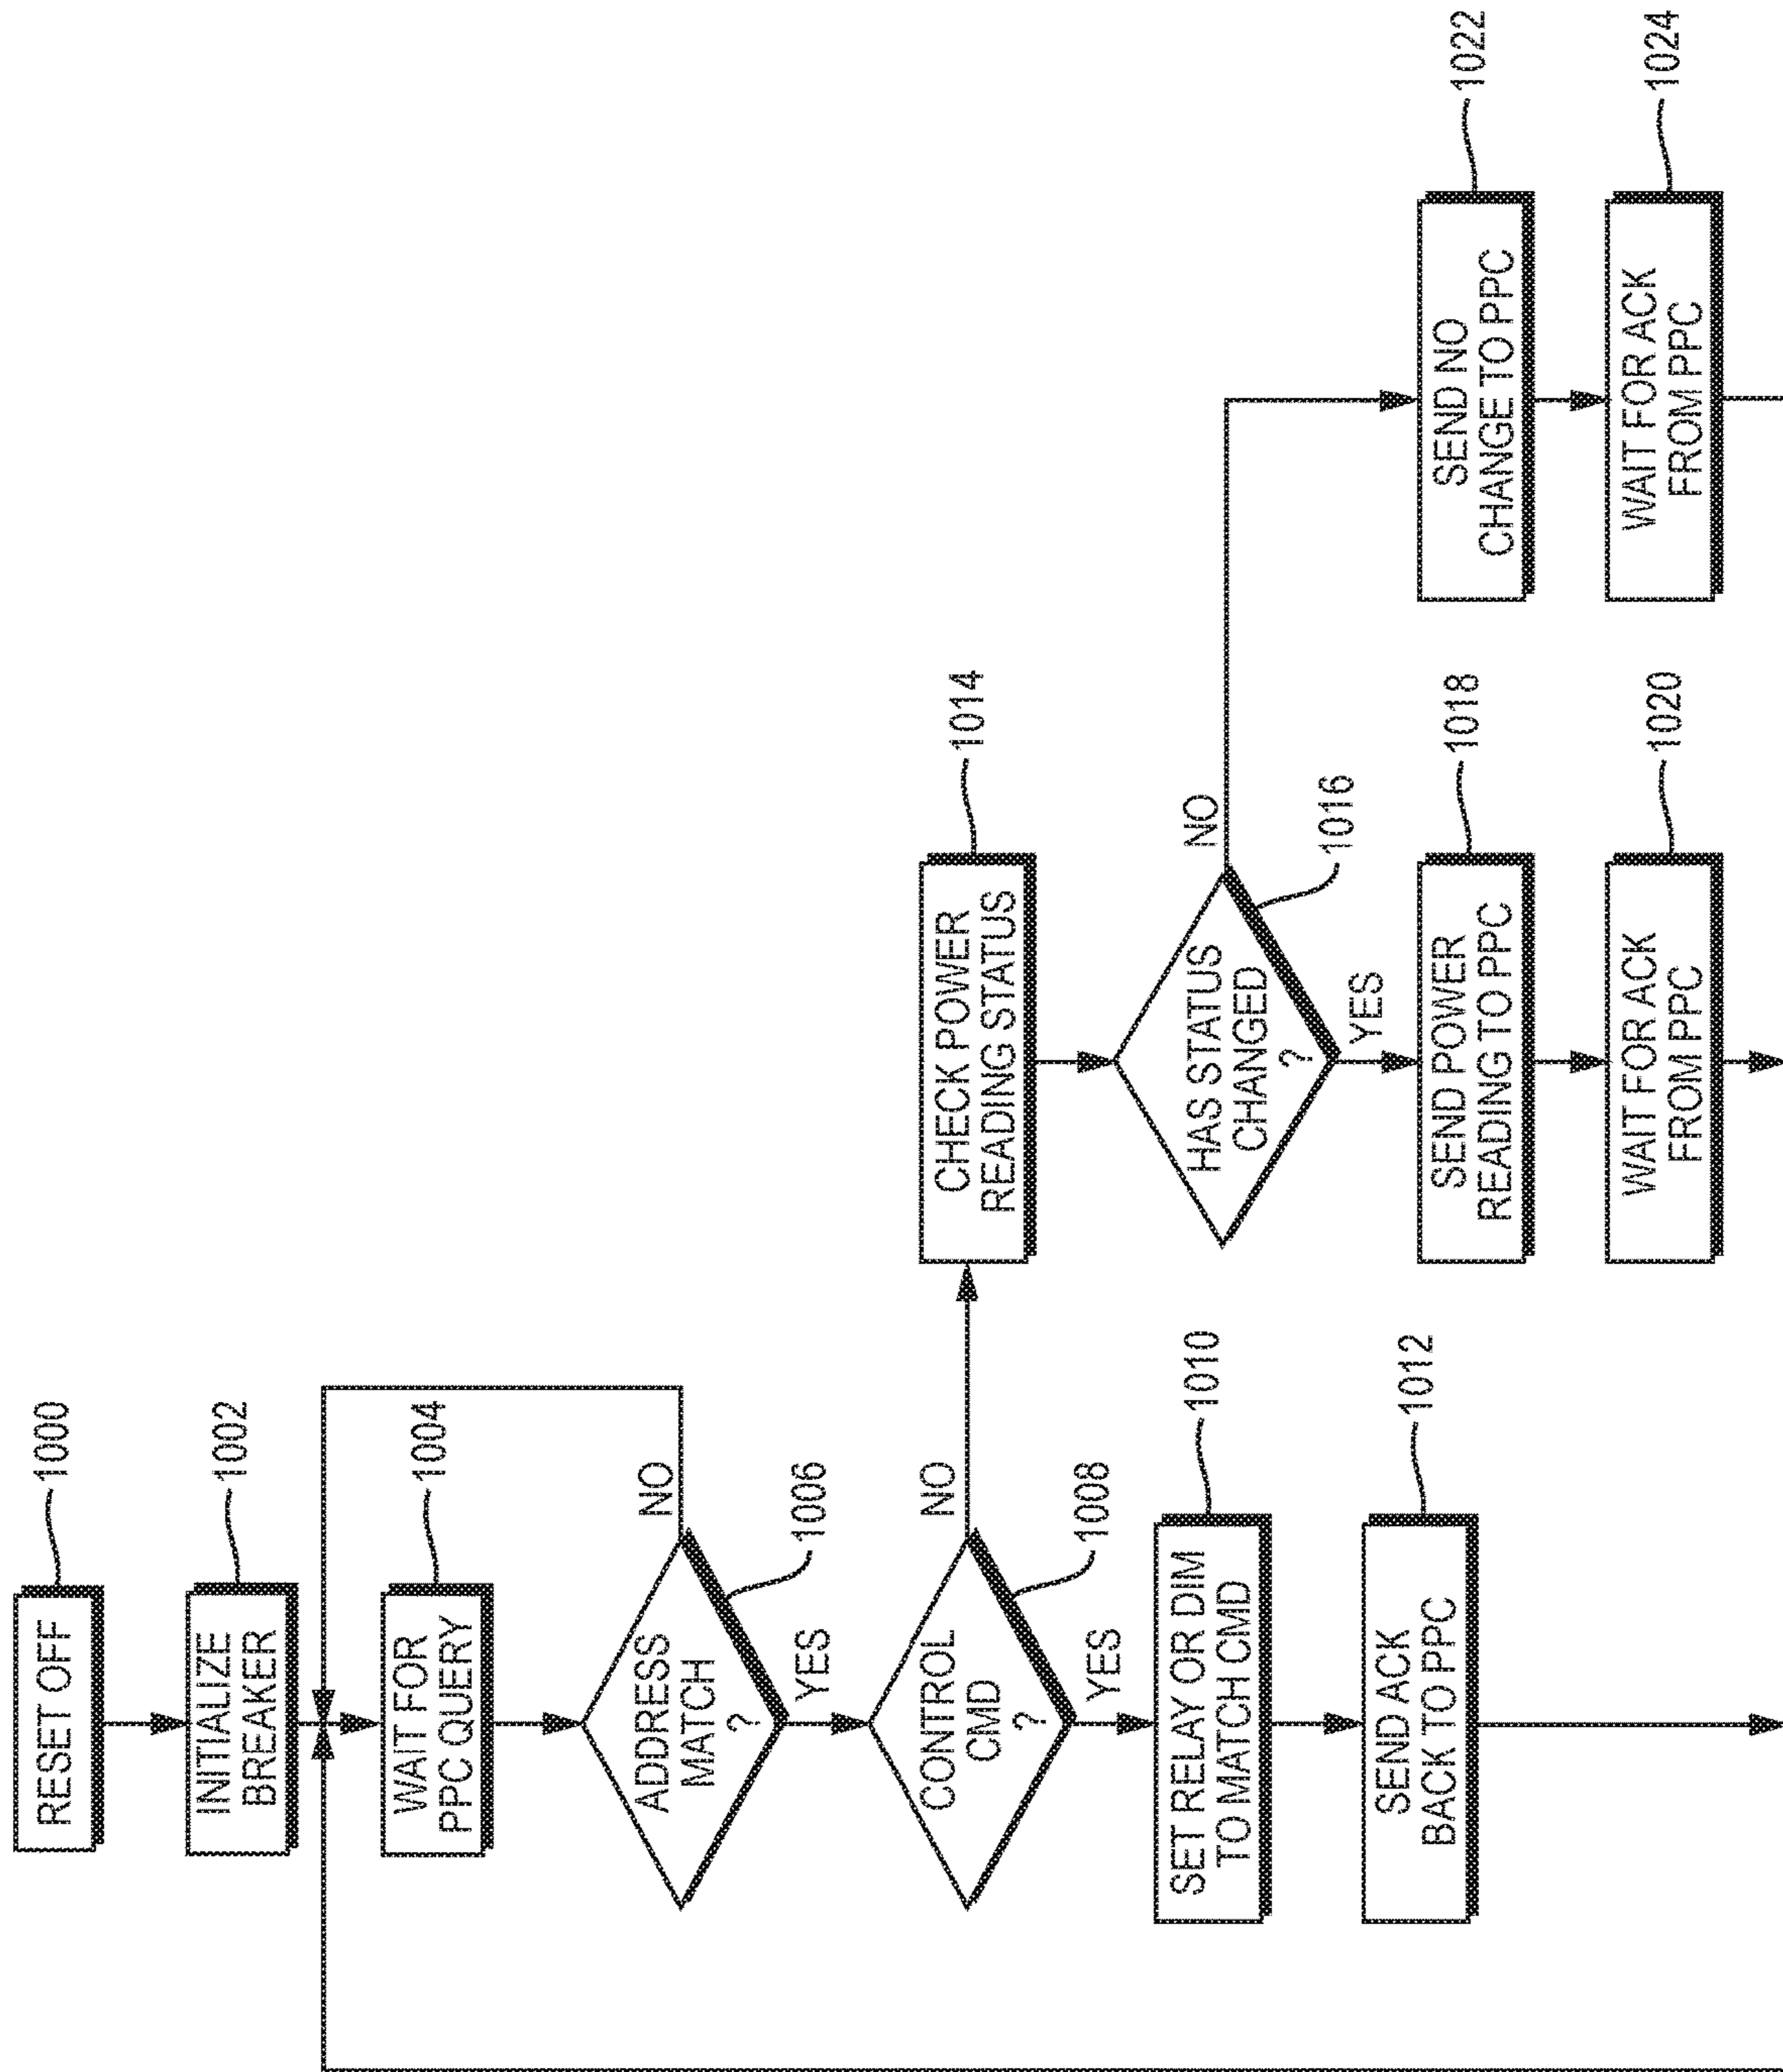 RESET OFF
1000
INITIALIZE
BREAKER
1002
WAIT FOR
PPC QUERY
1004
ADDRESS
MATCH
?
NO
1006
YES
CONTROL
CMD
?
NO
1008
YES
SET RELAY OR DIM
TO MATCH CMD
1010
SEND ACK
BACK TO PPC
1012
CHECK POWER
READING STATUS
1014
HAS STATUS
CHANGED
?
NO
1016
YES
SEND POWER
READING TO PPC
1018
WAIT FOR ACK
FROM PPC
1020
SEND NO
CHANGE TO PPC
1022
WAIT FOR ACK
FROM PPC
1024